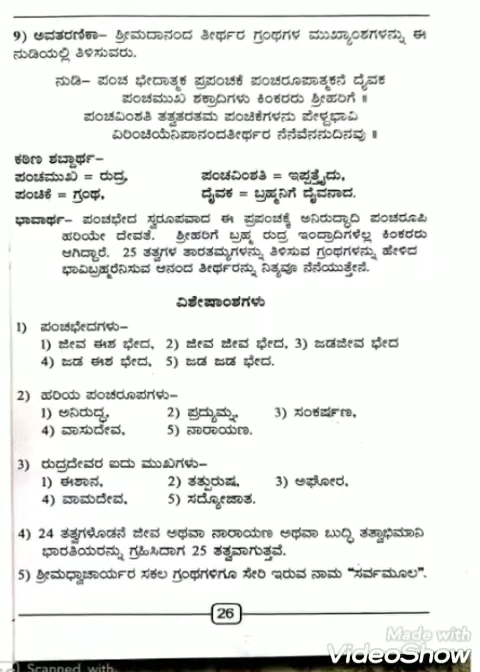 9) ಅವತರಣಿಕಾ– ಶ್ರೀಮದಾನಂದ ತೀರ್ಥರ ಗ್ರಂಥಗಳ ಮುಖ್ಯಾಂಶಗಳನ್ನು ಈ
ನುಡಿಯಲ್ಲಿ ತಿಳಿಸುವರು.
ನುಡಿ– ಪಂಚ ಭೇದಾತ್ಮಕ ಪ್ರಪಂಚಕೆ ಪಂಚರೂಪಾತ್ಮಕನೆ ದೈವಕ
ಪಂಚಮುಖ ಶಕ್ರಾದಿಗಳು ಕಿಂಕರರು ಶ್ರೀಹರಿಗೆ ॥
ಪಂಚವಿಂಶತಿ ತತ್ವತರತಮ ಪಂಚಿಕೆಗಳನು ಪೇಳ್ದಭಾವಿ
ವಿರಿಂಚಿಯೆನಿಪಾನಂದತೀರ್ಥರ ನೆನೆವೆನನುದಿನವು ॥
ಕಠಿಣ ಶಬ್ದಾರ್ಥ–
ಪಂಚಮುಖಿ = ರುದ್ರ, ಪಂಚವಿಂಶತಿ = ಇಪ್ಪತ್ತೈದು,
ಪಂಚಿಕೆ = ಗ್ರಂಥ, ದೈವಕ = ಬ್ರಹ್ಮನಿಗೆ ದೈವನಾದ.
ಭಾವಾರ್ಥ– ಪಂಚಭೇದ ಸ್ವರೂಪವಾದ ಈ ಪ್ರಪಂಚಕ್ಕೆ ಅನಿರುದ್ಧಾದಿ ಪಂಚರೂಪಿ
ಹರಿಯೇ ದೇವತೆ. ಶ್ರೀಹರಿಗೆ ಬ್ರಹ್ಮ ರುದ್ರ ಇಂದ್ರಾದಿಗಳೆಲ್ಲ ಕಿಂಕರರು
ಆಗಿದ್ದಾರೆ. 25 ತತ್ವಗಳ ತಾರತಮ್ಯಗಳನ್ನು ತಿಳಿಸುವ ಗ್ರಂಥಗಳನ್ನು ಹೇಳಿದ
ಭಾವಿಬ್ರಹ್ಮರೆನಿಸುವ ಆನಂದ ತೀರ್ಥರನ್ನು ನಿತ್ಯವೂ ನೆನೆಯುತ್ತೇನೆ.
ವಿಶೇಷಾಂಶಗಳು
1) ಪಂಚಭೇದಗಳು–
1) ಜೀವ ಈಶ ಭೇದ, 2) ಜೀವ ಜೀವ ಭೇದ, 3) ಜಡಜೀವ ಭೇದ
4) ಜಡ ಈಶ ಭೇದ, 5) ಜಡ ಜಡ ಭೇದ.
2) ಹರಿಯ ಪಂಚರೂಪಗಳು–
1) ಅನಿರುದ್ಧ, 2) ಪ್ರದ್ಯುಮ್ನ, 3) ಸಂಕರ್ಷಣ,
4) ವಾಸುದೇವ, 5) ನಾರಾಯಣ.
3) ರುದ್ರದೇವರ ಐದು ಮುಖಗಳು–
1) ಈಶಾನ, 2) ತತ್ಪುರುಷ, 3) ಅಘೋರ,
4) ವಾಮದೇವ, 5) ಸದ್ಯೋಜಾತ.
4) 24 ತತ್ವಗಳೊಡನೆ ಜೀವ ಅಥವಾ ನಾರಾಯಣ ಅಥವಾ ಬುದ್ಧಿ ತತ್ವಾಭಿಮಾನಿ
ಭಾರತಿಯರನ್ನು ಗ್ರಹಿಸಿದಾಗ 25 ತತ್ವವಾಗುತ್ತವೆ.
5) ಶ್ರೀಮಧ್ವಾಚಾರ್ಯರ ಸಕಲ ಗ್ರಂಥಗಳಿಗೂ ಸೇರಿ ಇರುವ ನಾಮ "ಸರ್ವಮೂಲ".
26
Made with
VideoShow
Scanned with